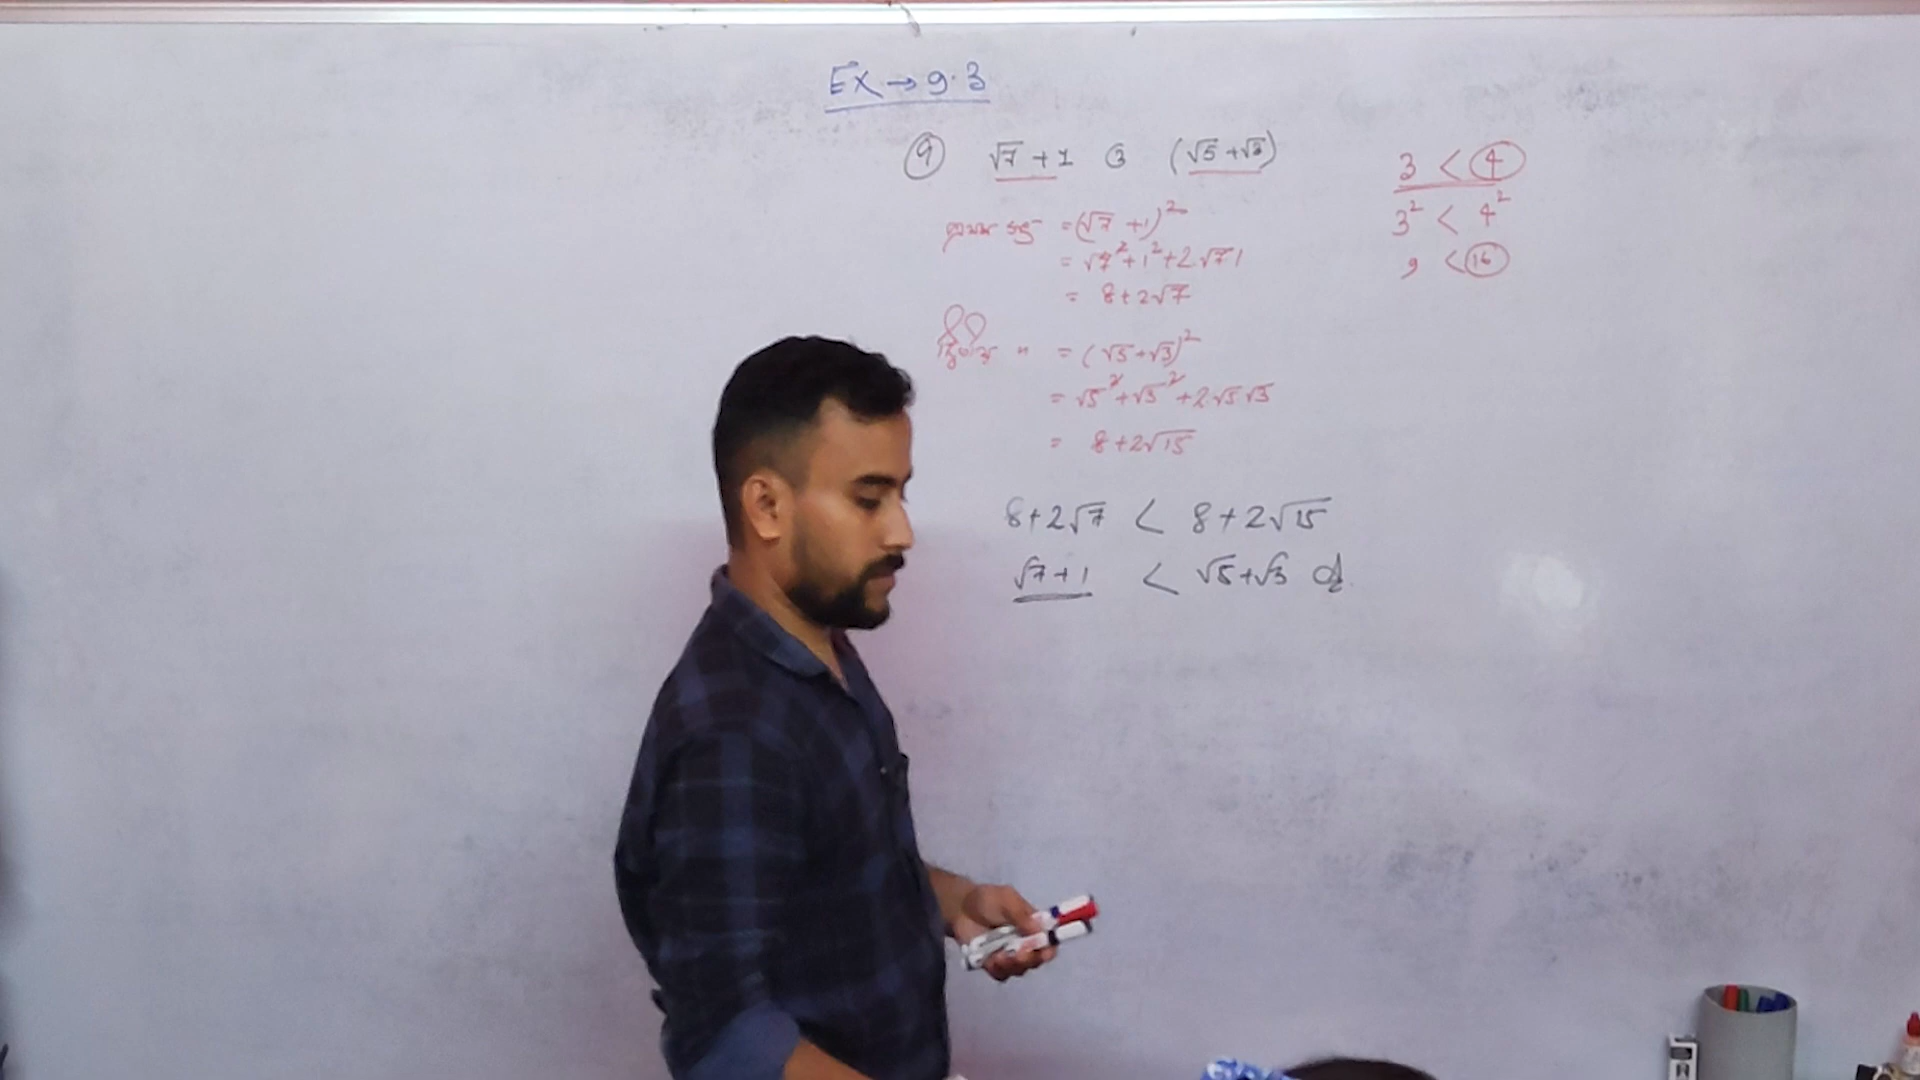 EX → 9.3
9 √7 + 1 ও (√5 + √3)
প্রথম = (√7 + 1)²
= √7² + 1² + 2√7 1
= 8 + 2√7
দ্বিতীয় " = (√5 + √3)²
= √5² + √3² + 2.√5 √3
= 8 + 2√15
8 + 2√7 < 8 + 2√15
√7 + 1 < √5 + √3
3 < 4
3² < 4²
9 < 16